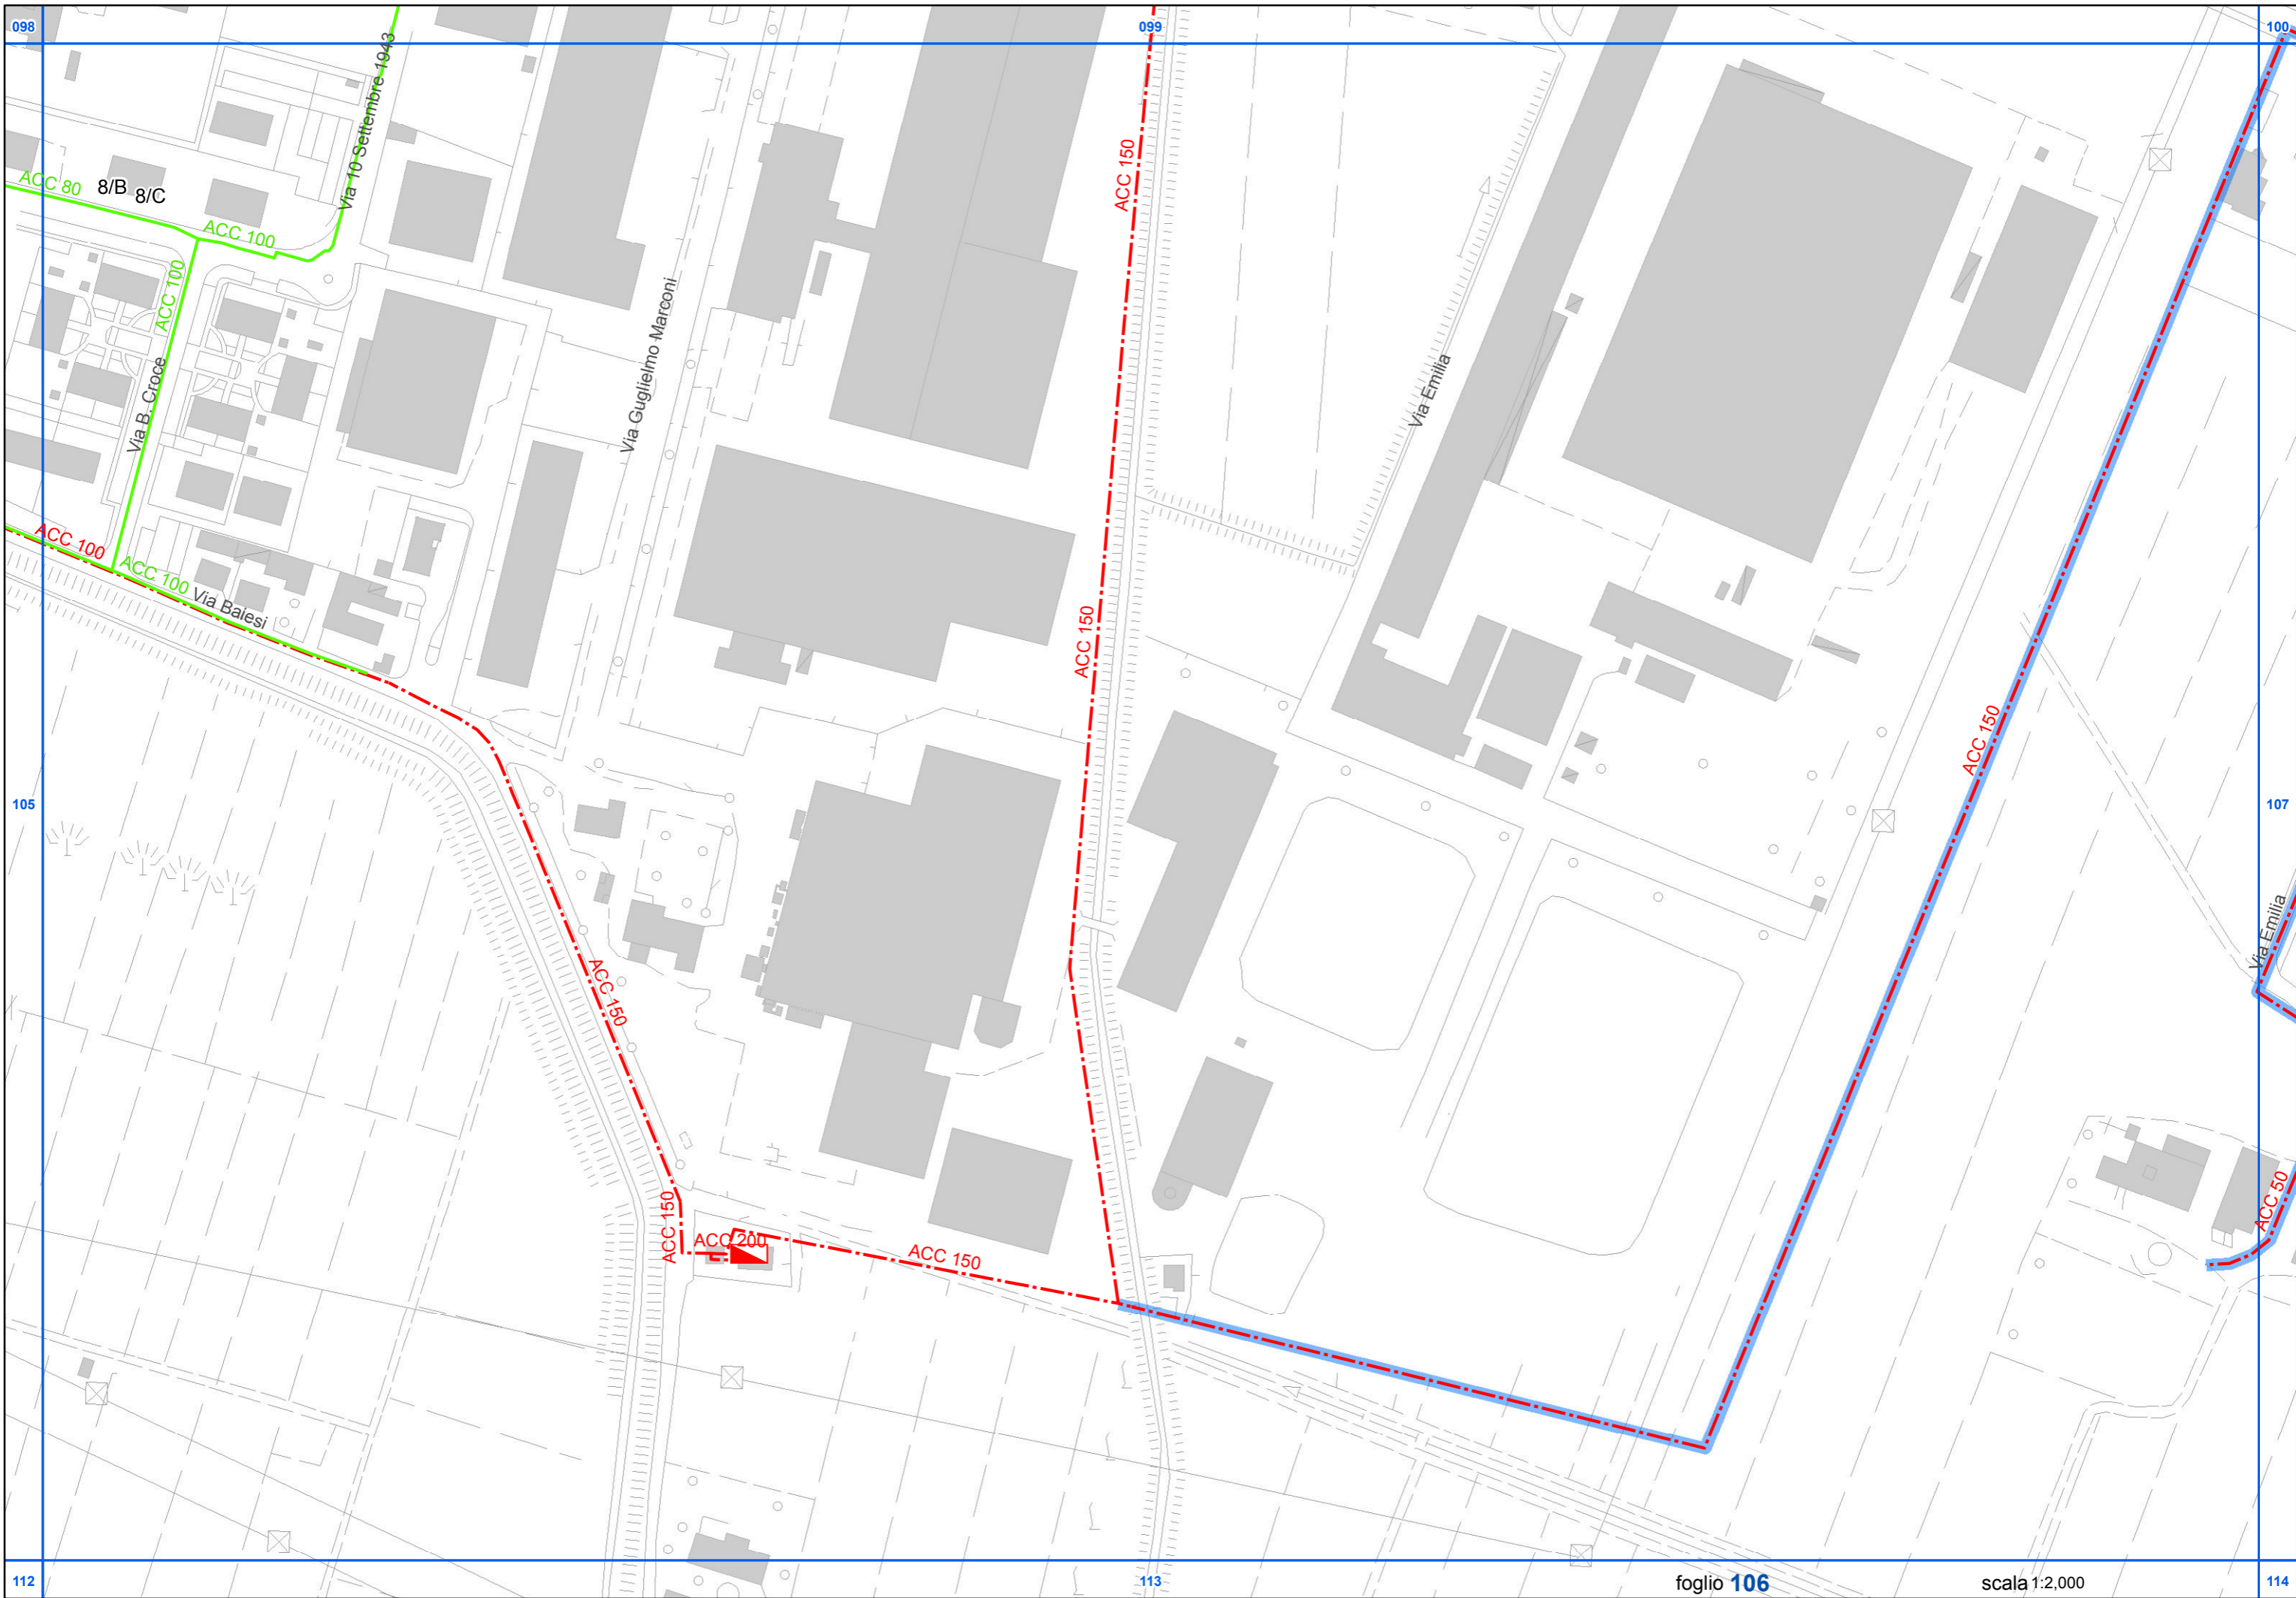 098
099
100
Via 10 Settembre 1943
ACC 150
ACC 80
8/B
8/C
ACC 100
ACC 100
Via Guglielmo Marconi
Via Emilia
Via B. Croce
ACC 100
ACC 100
Via Baiesi
ACC 150
ACC 150
105
107
Via Emilia
ACC 150
ACC 150
ACC 200
ACC 150
ACC 50
112
113
foglio 106
scala 1:2,000
114